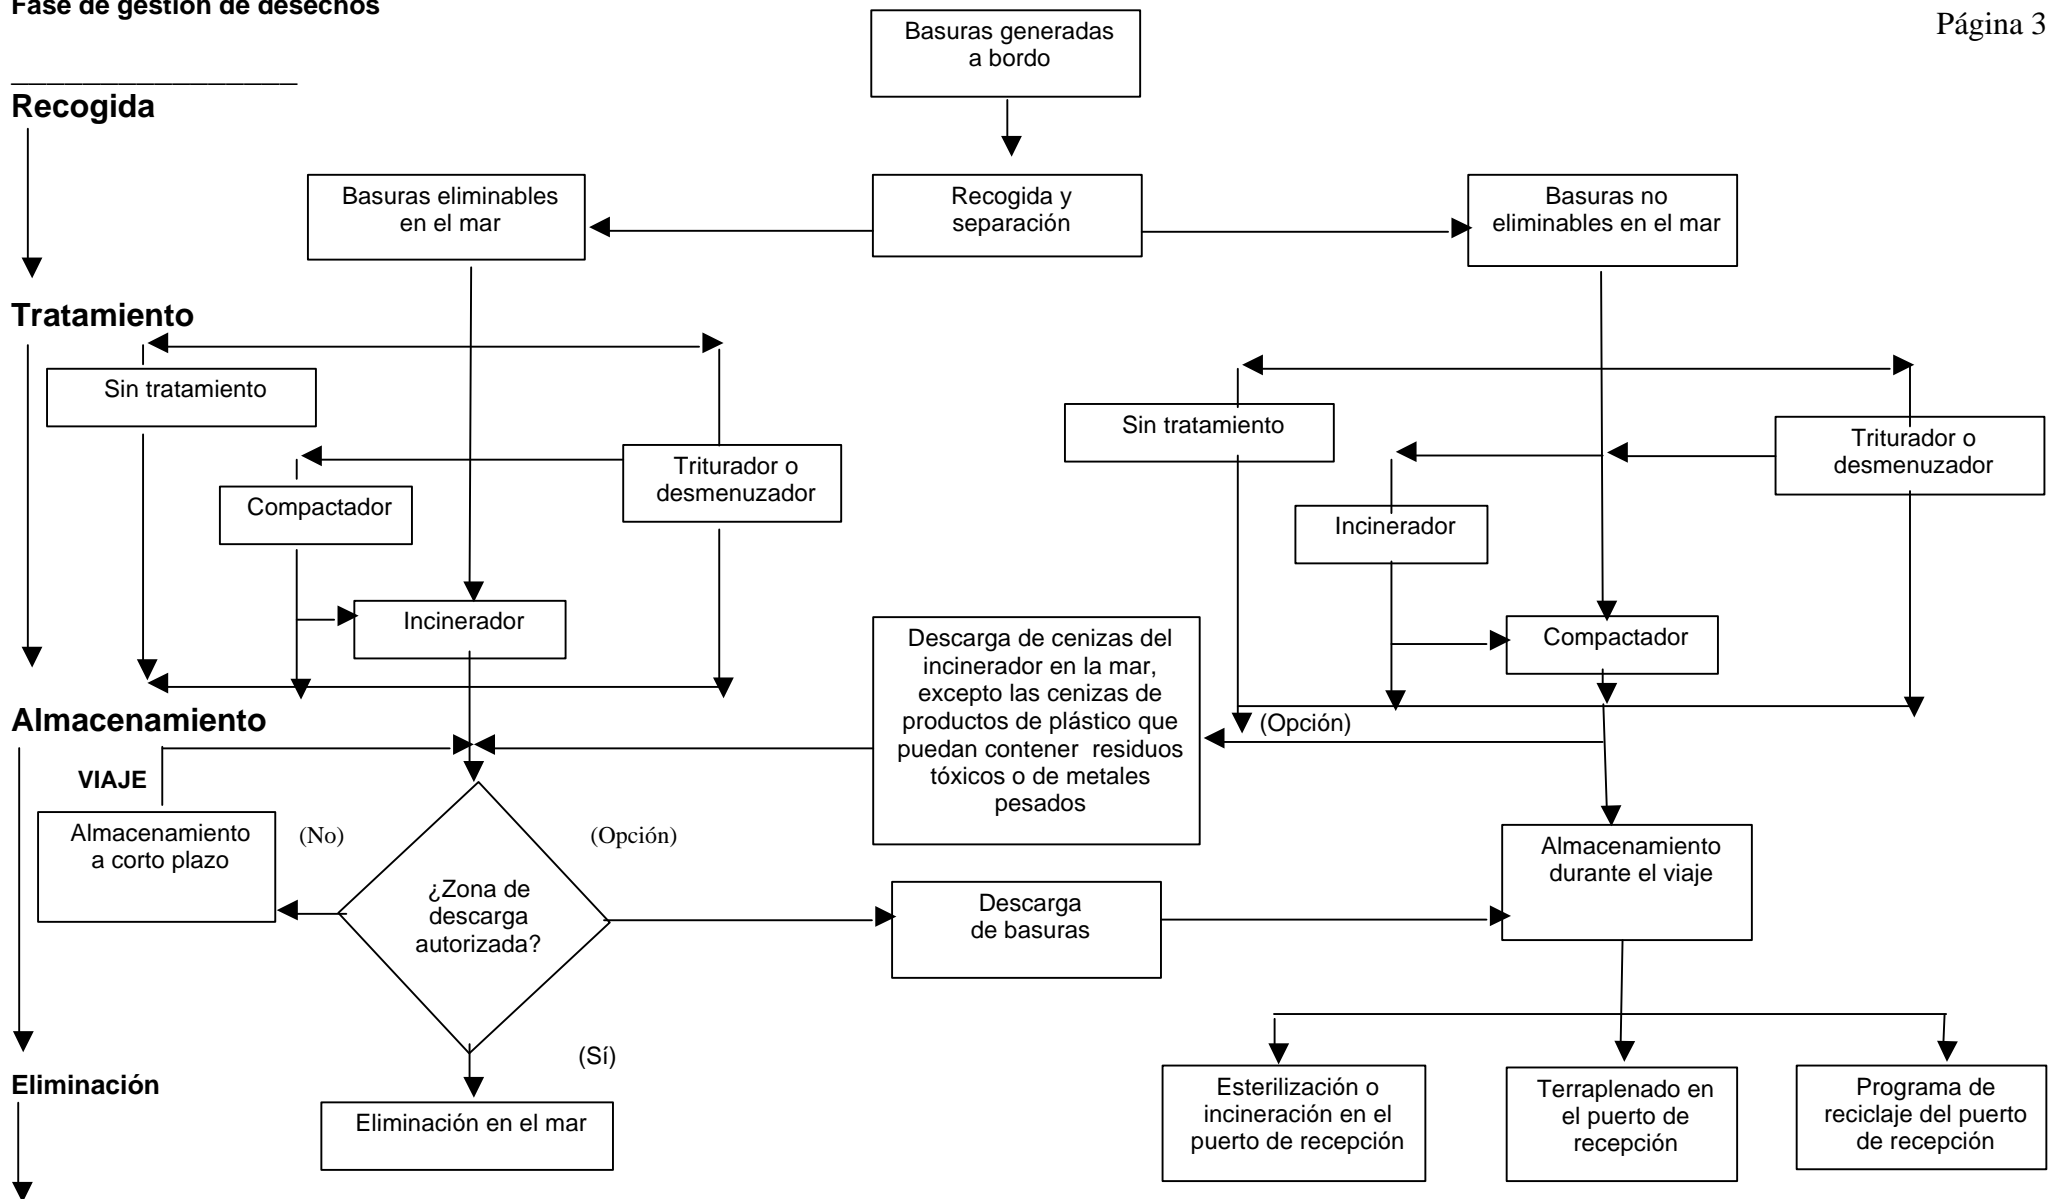 Fase de gestión de desechos
Página 3
Basuras generadas
a bordo
Recogida
Basuras eliminables
en el mar
Recogida y
separación
Basuras no
eliminables en el mar
Tratamiento
Sin tratamiento
Compactador
Triturador o
desmenuzador
Incinerador
Sin tratamiento
Triturador o
desmenuzador
Incinerador
Compactador
Descarga de cenizas del
incinerador en la mar,
excepto las cenizas de
productos de plástico que
puedan contener residuos
tóxicos o de metales
pesados
(Opción)
Almacenamiento
VIAJE
Almacenamiento
a corto plazo
(No)
(Opción)
¿Zona de
descarga
autorizada?
Descarga
de basuras
Almacenamiento
durante el viaje
(Sí)
Eliminación
Eliminación en el mar
Esterilización o
incineración en el
puerto de recepción
Terraplenado en
el puerto de
recepción
Programa de
reciclaje del puerto
de recepción